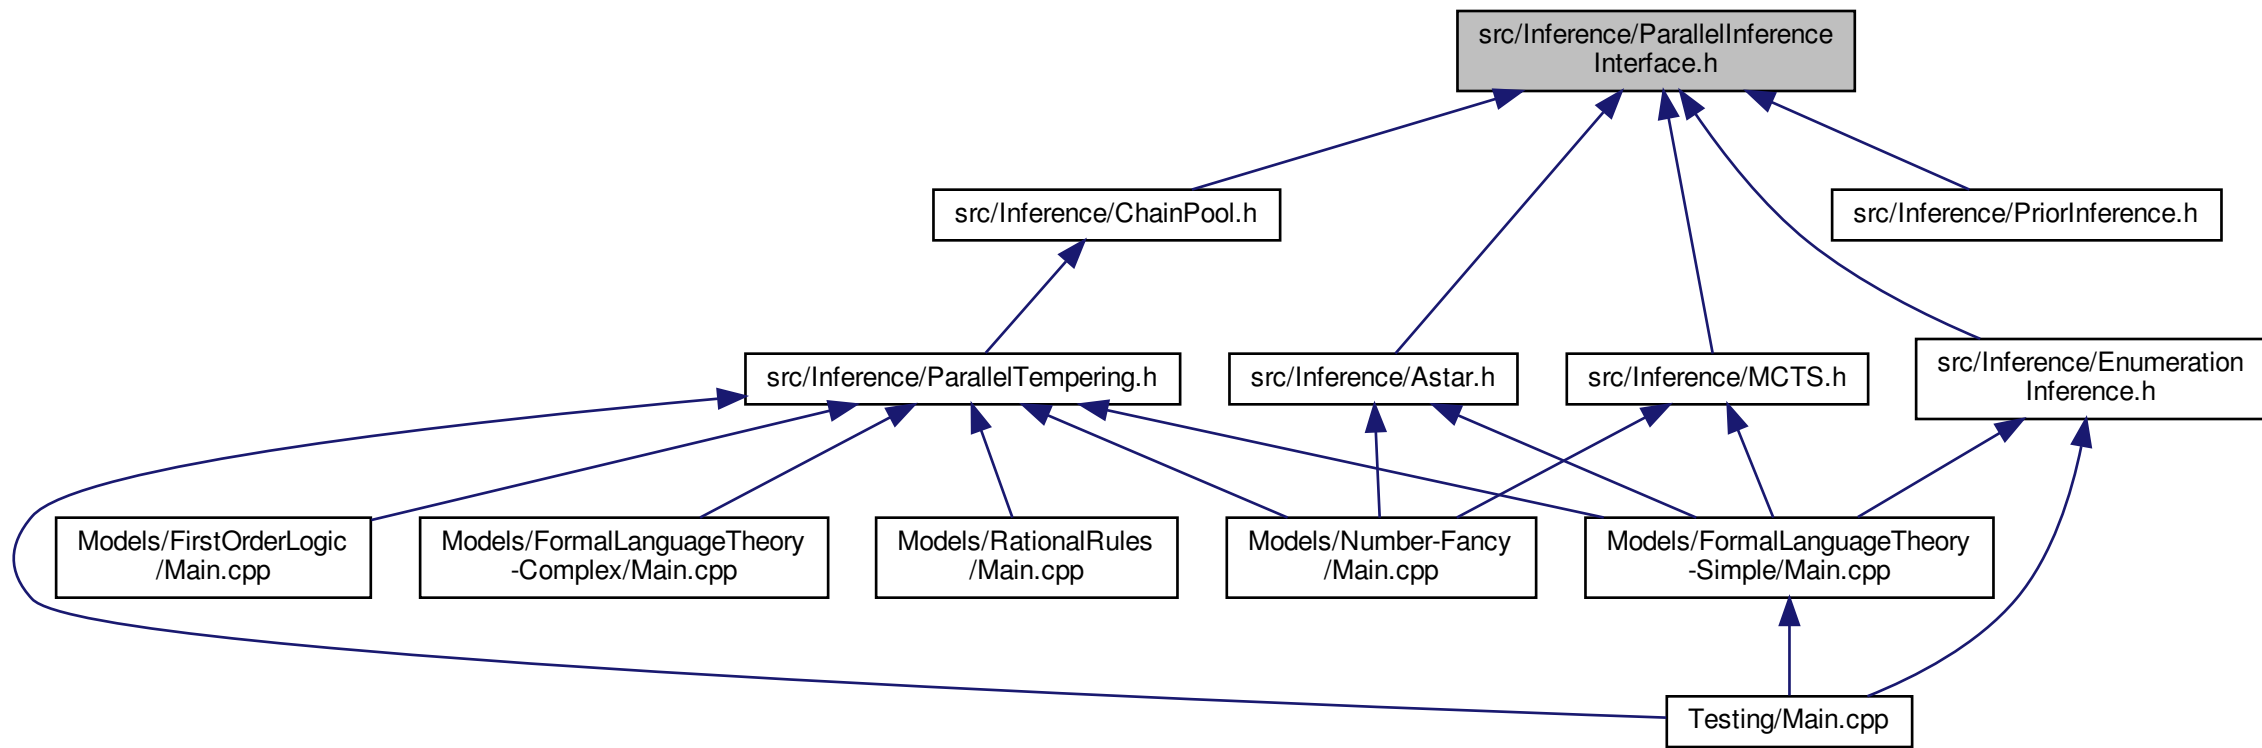 src/Inference/ParallelInference
Interface.h
src/Inference/ChainPool.h
src/Inference/PriorInference.h
src/Inference/ParallelTempering.h
src/Inference/Astar.h
src/Inference/MCTS.h
src/Inference/Enumeration
Inference.h
Models/FirstOrderLogic
/Main.cpp
Models/FormalLanguageTheory
-Complex/Main.cpp
Models/RationalRules
/Main.cpp
Models/Number-Fancy
/Main.cpp
Models/FormalLanguageTheory
-Simple/Main.cpp
Testing/Main.cpp